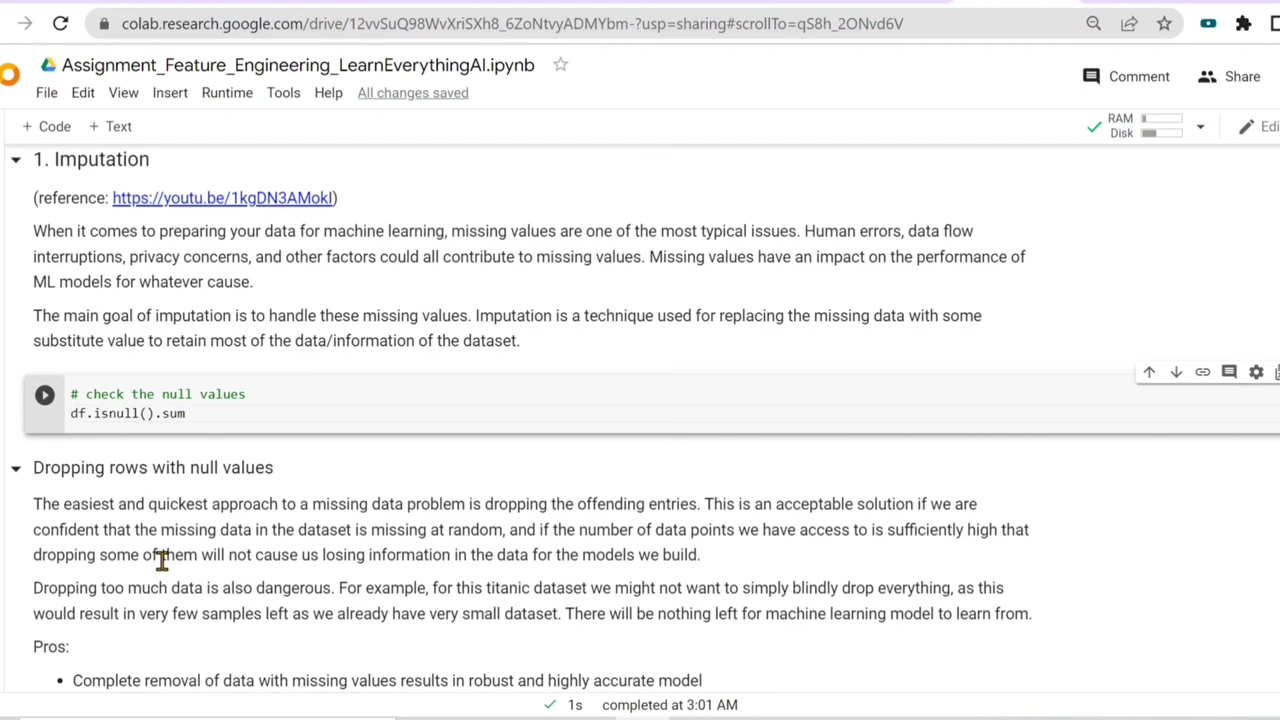 colab.research.google.com/drive/12vvSuQ98WvXriSXh8_6ZoNtvyADMYbm-?usp=sharing#scrollTo=qS8h_2ONvd6V
Assignment_Feature_Engineering_LearnEverythingAI.ipynb
Comment
Share
File Edit View Insert Runtime Tools Help All changes saved
+ Code + Text
RAM
Disk
Edi
1. Imputation
(reference: https://youtu.be/1kgDN3AMokI)
When it comes to preparing your data for machine learning, missing values are one of the most typical issues. Human errors, data flow
interruptions, privacy concerns, and other factors could all contribute to missing values. Missing values have an impact on the performance of
ML models for whatever cause.
The main goal of imputation is to handle these missing values. Imputation is a technique used for replacing the missing data with some
substitute value to retain most of the data/information of the dataset.
# check the null values
df.isnull().sum
Dropping rows with null values
The easiest and quickest approach to a missing data problem is dropping the offending entries. This is an acceptable solution if we are
confident that the missing data in the dataset is missing at random, and if the number of data points we have access to is sufficiently high that
dropping some of them will not cause us losing information in the data for the models we build.
Dropping too much data is also dangerous. For example, for this titanic dataset we might not want to simply blindly drop everything, as this
would result in very few samples left as we already have very small dataset. There will be nothing left for machine learning model to learn from.
Pros:
• Complete removal of data with missing values results in robust and highly accurate model
1s completed at 3:01 AM